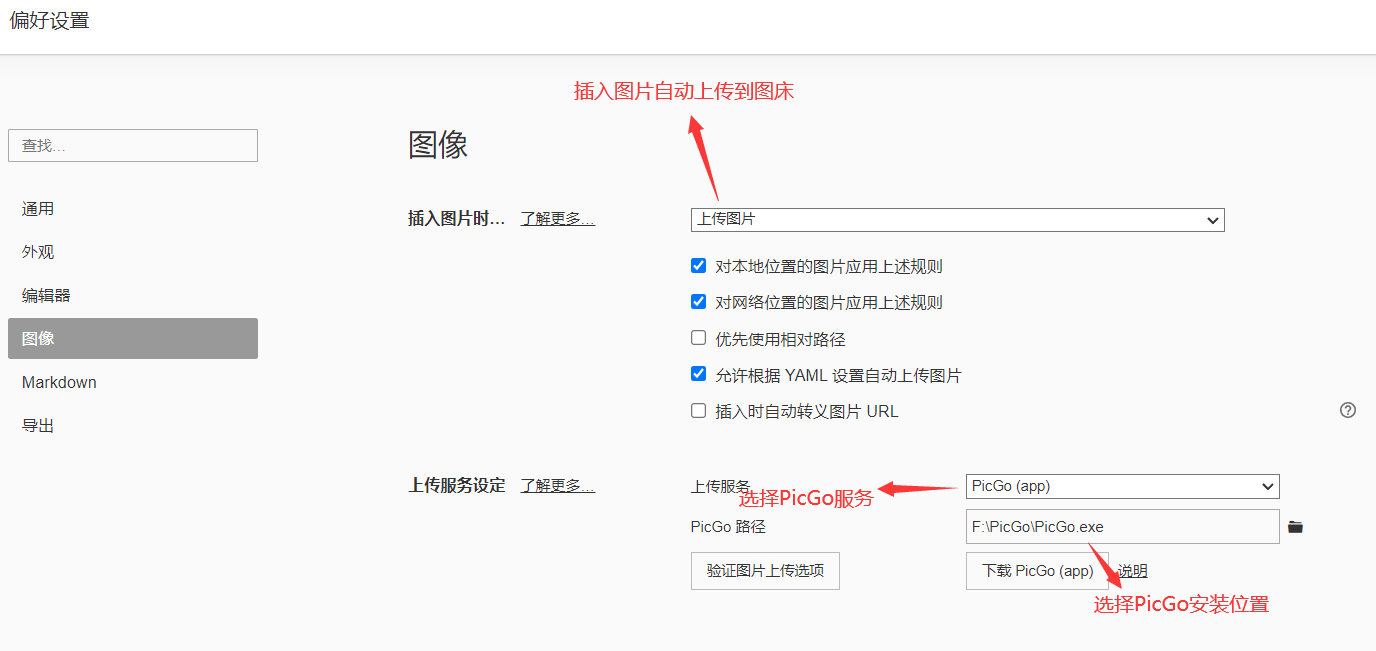 偏好设置
插入图片自动上传到图床
查找...
图像
通用
插入图片时... 了解更多... 上传图片
外观
对本地位置的图片应用上述规则
编辑器
对网络位置的图片应用上述规则
图像
优先使用相对路径
Markdown
允许根据 YAML 设置自动上传图片
导出
插入时自动转义图片 URL
上传服务设定 了解更多... 上传服务 PicGo (app)
选择PicGo服务
PicGo 路径 F:\PicGo\PicGo.exe
验证图片上传选项 下载 PicGo (app) 说明
选择PicGo安装位置